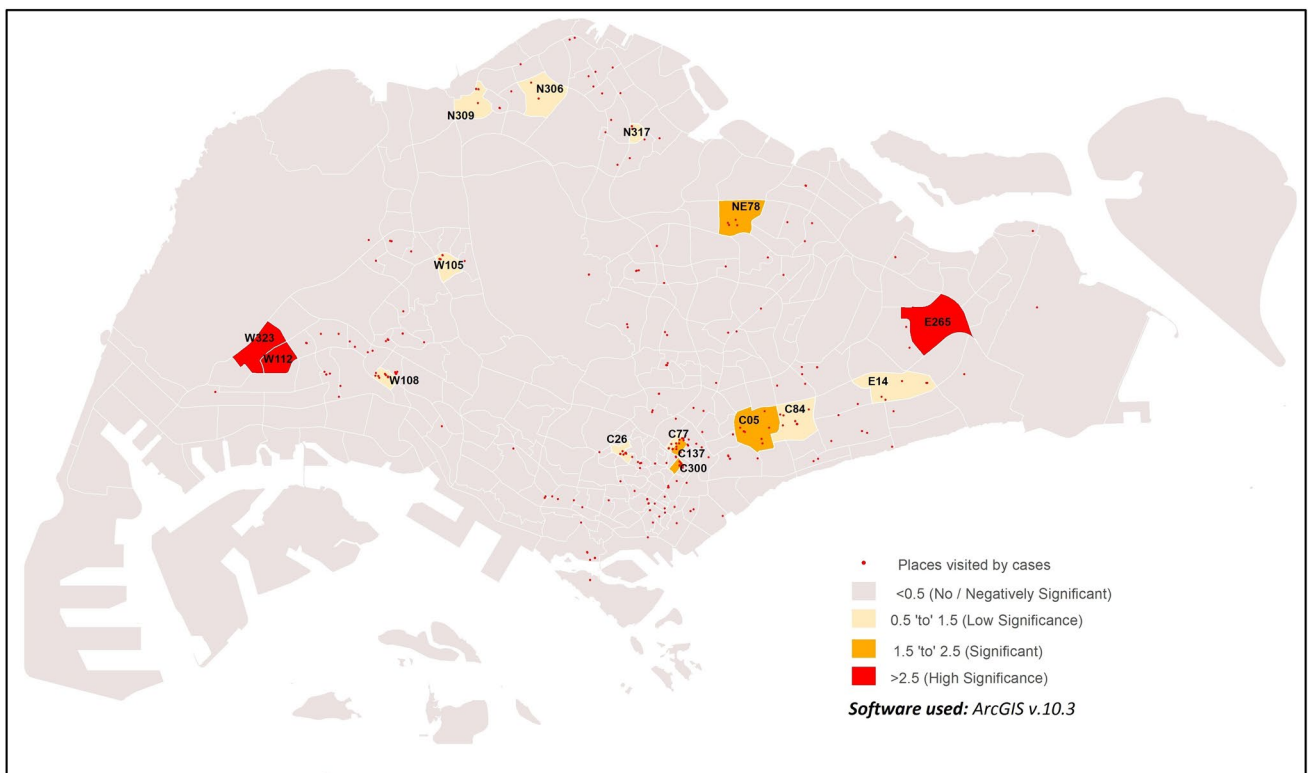 N306
N309
N317
NE78
W105
E265
W323
W112
W108
E14
C84
C05
C77
C26
C137
C300
Places visited by cases
<0.5 (No / Negatively Significant)
0.5 'to' 1.5 (Low Significance)
1.5 'to' 2.5 (Significant)
>2.5 (High Significance)
Software used: ArcGIS v.10.3